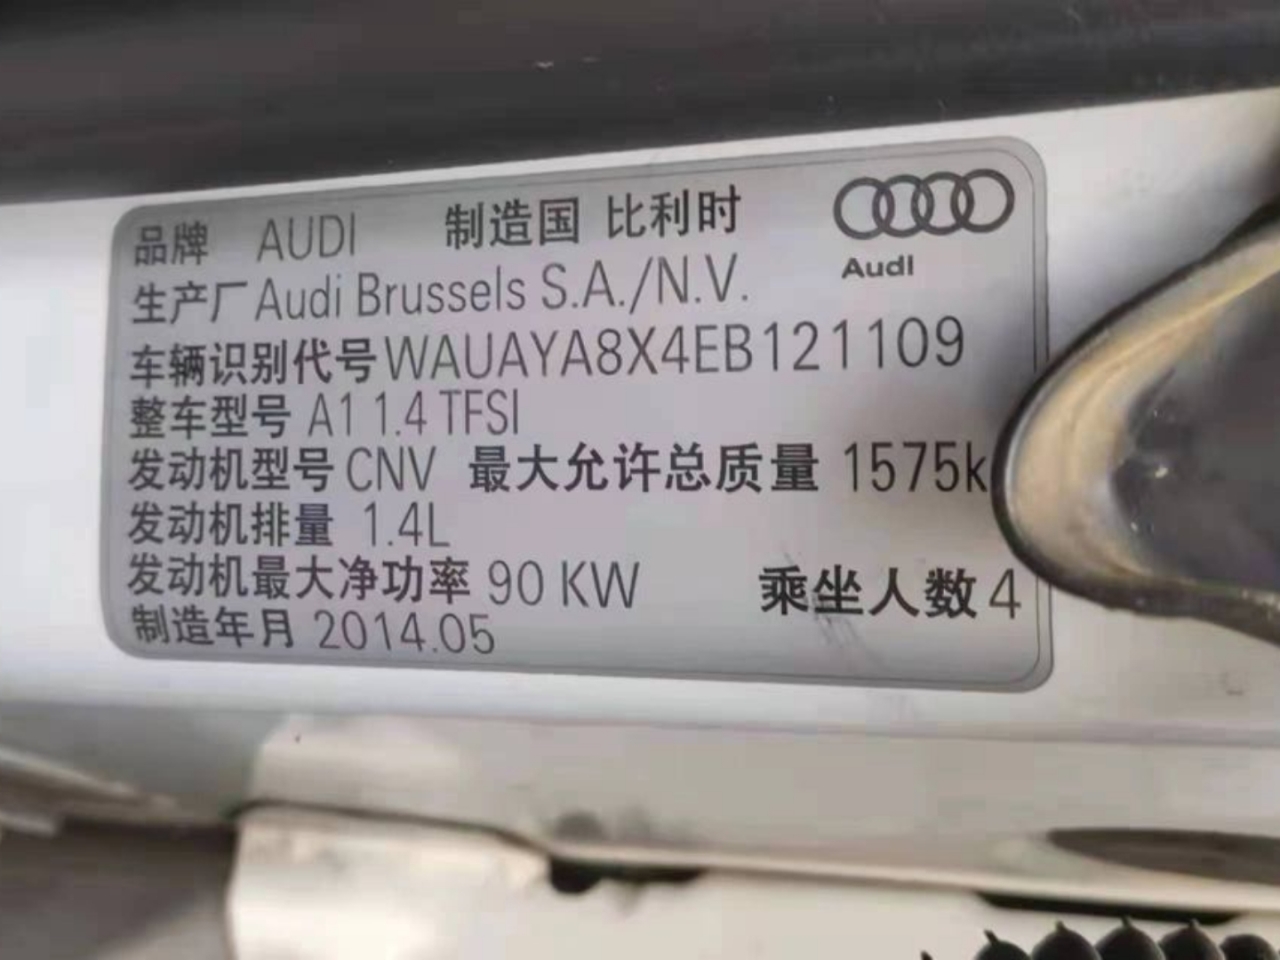 品牌 AUDI 制造国 比利时
Audi
生产厂 Audi Brussels S.A./N.V.
车辆识别代号 WAUAYA8X4EB121109
整车型号 A1 1.4 TFSI
发动机型号 CNV 最大允许总质量 1575k
发动机排量 1.4L
发动机最大净功率 90 KW 乘坐人数 4
制造年月 2014.05